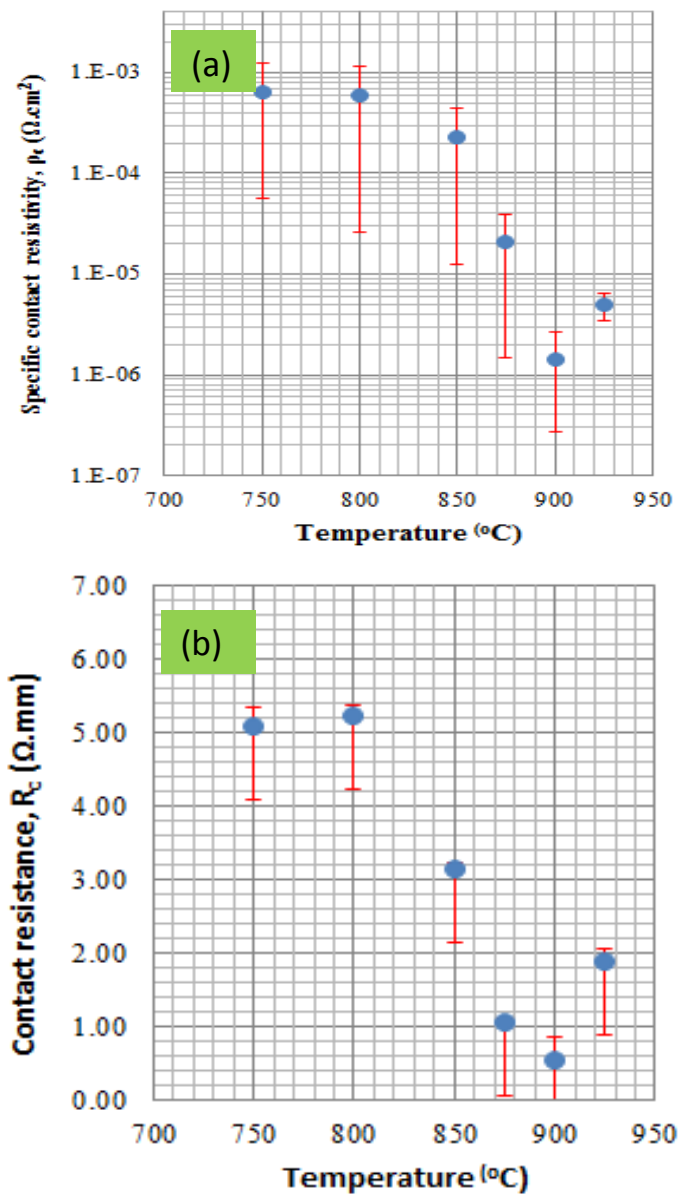 (a)
Specific contact resistivity, ρc (Ω.cm²)
1.E-03
1.E-04
1.E-05
1.E-06
1.E-07
700 750 800 850 900 950
Temperature (ºC)
(b)
Contact resistance, Rc (Ω.mm)
7.00
6.00
5.00
4.00
3.00
2.00
1.00
0.00
700 750 800 850 900 950
Temperature (ºC)